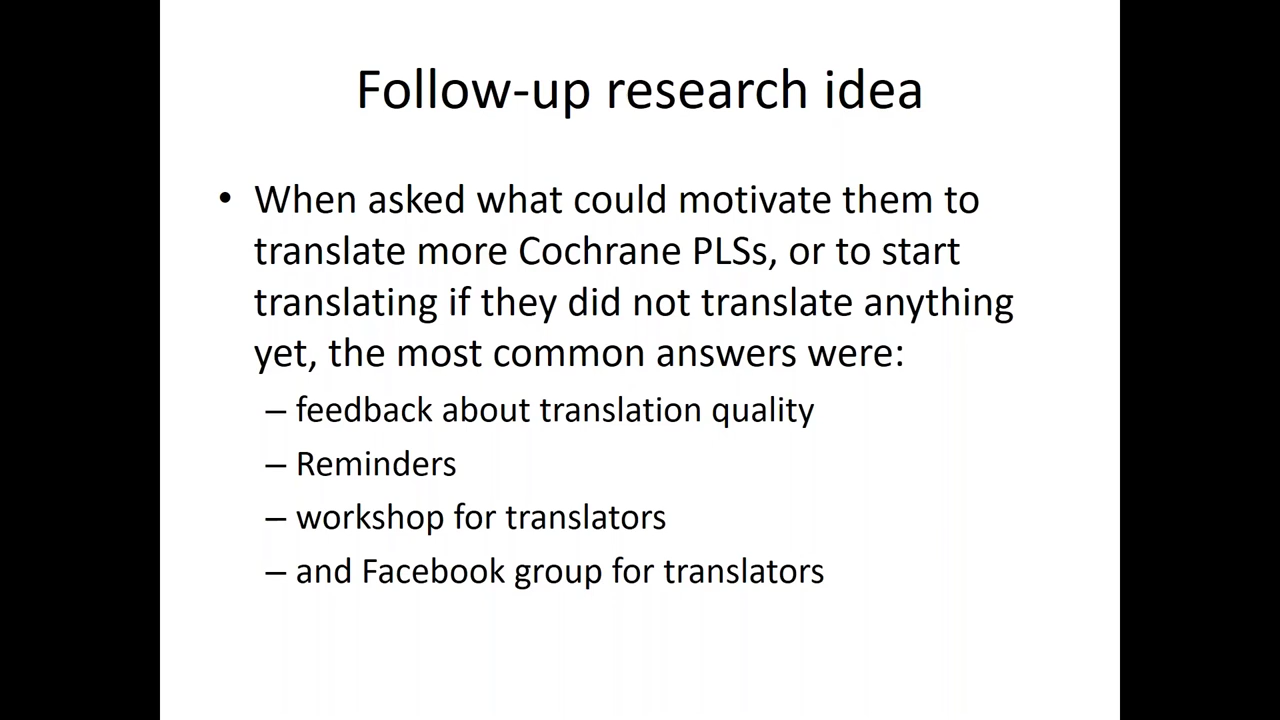 Follow-up research idea
• When asked what could motivate them to
translate more Cochrane PLSs, or to start
translating if they did not translate anything
yet, the most common answers were:
– feedback about translation quality
– Reminders
– workshop for translators
– and Facebook group for translators